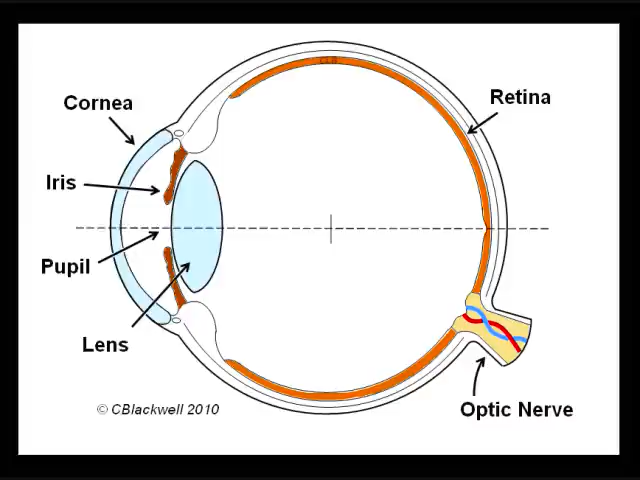 Cornea
Retina
Iris
Pupil
Lens
© CBlackwell 2010
Optic Nerve